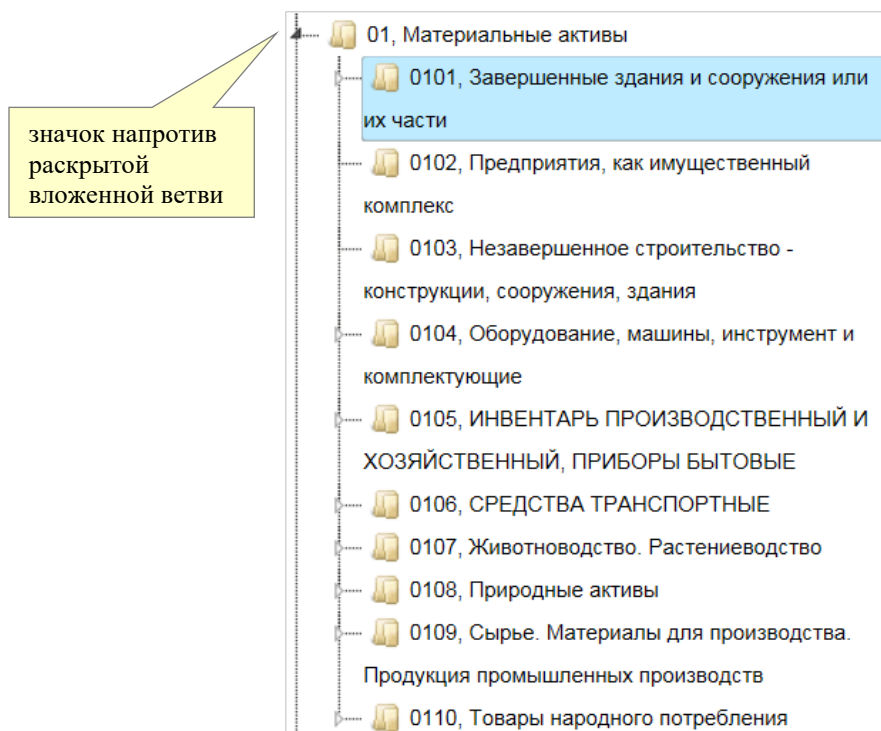 01, Материальные активы
0101, Завершенные здания и сооружения или
их части
значок напротив
раскрытой
вложенной ветви
0102, Предприятия, как имущественный
комплекс
0103, Незавершенное строительство -
конструкции, сооружения, здания
0104, Оборудование, машины, инструмент и
комплектующие
0105, ИНВЕНТАРЬ ПРОИЗВОДСТВЕННЫЙ И
ХОЗЯЙСТВЕННЫЙ, ПРИБОРЫ БЫТОВЫЕ
0106, СРЕДСТВА ТРАНСПОРТНЫЕ
0107, Животноводство. Растениеводство
0108, Природные активы
0109, Сырье. Материалы для производства.
Продукция промышленных производств
0110, Товары народного потребления